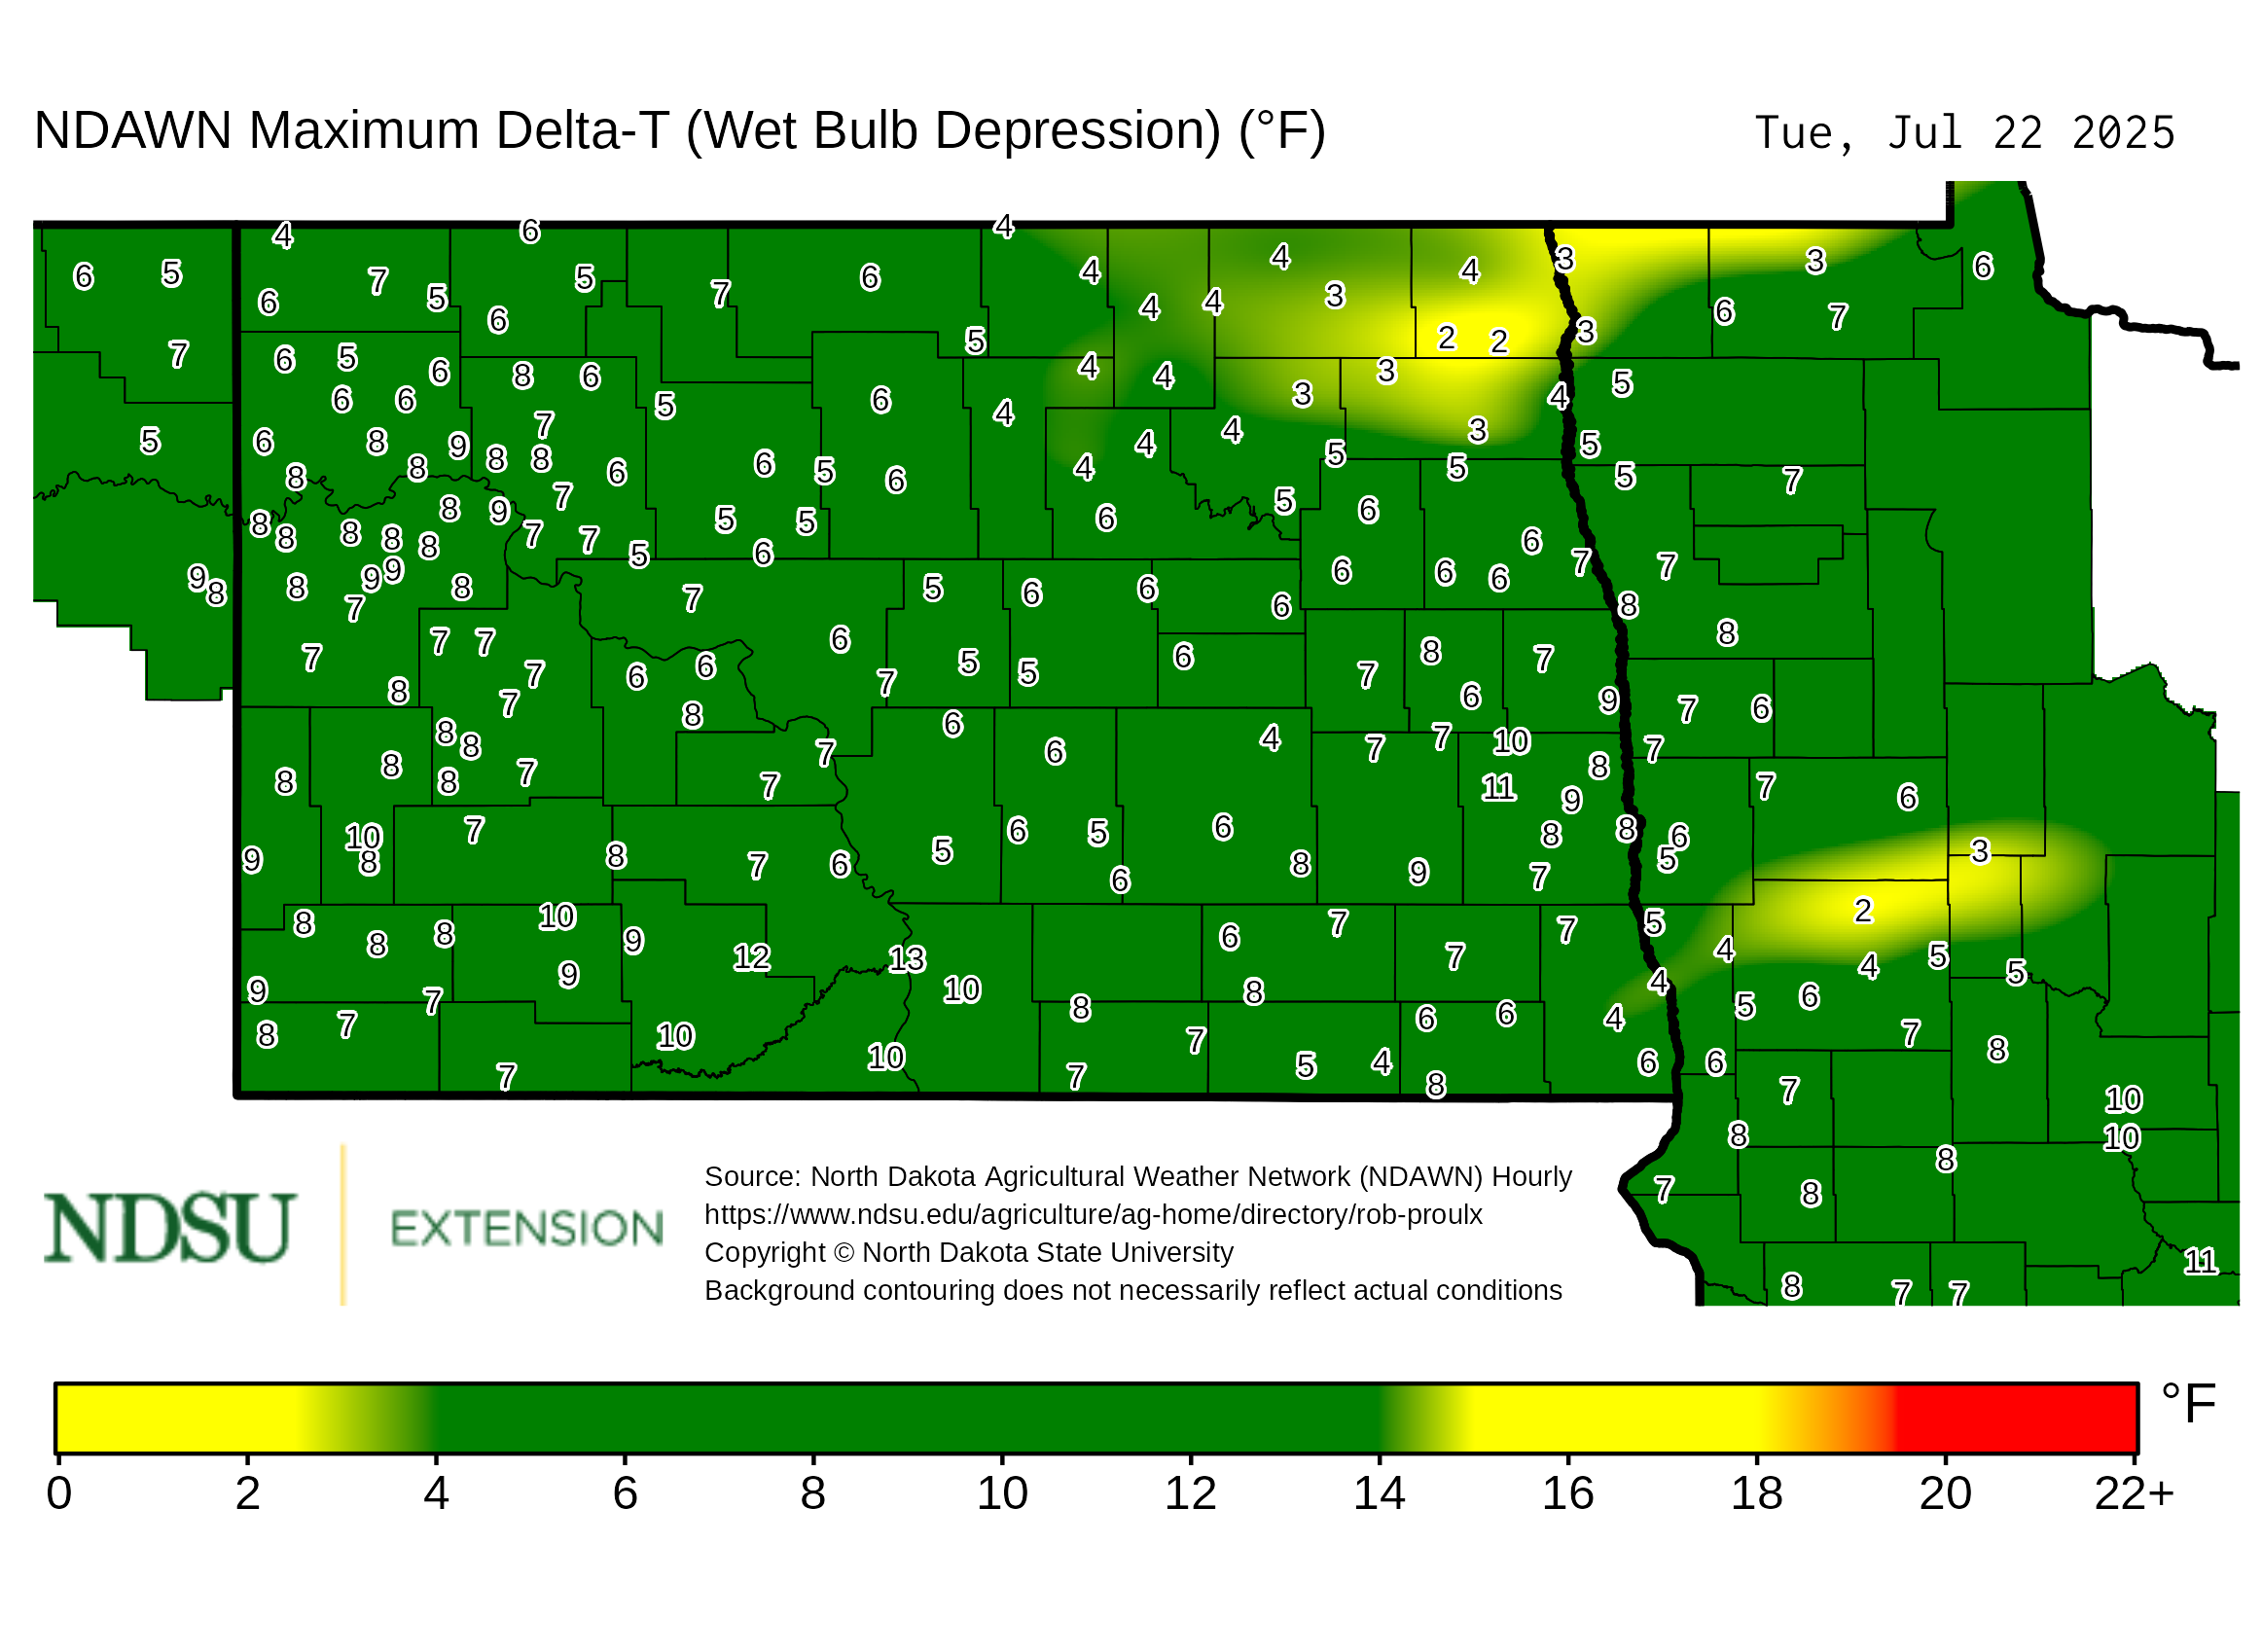 NDAWN Maximum Delta-T (Wet Bulb Depression) (°F)
Tue, Jul 22 2025
4 6 4
6 5 7 5 5 6 4 4 4 3 3 6
6 5 6 7 4 4 3 6 7
7 6 5 6 8 6 5 4 4 3 2 2 3
6 6 6 5 4 3 4 5
5 6 8 9 7 4 4 3 5
8 8 8 8 6 6 5 6 4 5 5 5 7
8 8 9 7 5 5 6 5 6
8 8 8 8 7 7 5 6 6 7 7
9 8 8 9 9 7 8 7 5 6 6 6 6 6 6 8
7 7 7 7 6 6 6 5 5 6 7 8 7 8
8 7 8 7 6 6 9 7 6
8 8 6 4 7 7 10 7
8 8 8 7 7 7 11 8 9 7 6
10 8 9 7 8 7 6 5 6 5 6 6 8 9 8 7 8 6 5 3
8 8 8 10 9 12 13 6 7 7 7 5 4 2 5
9 7 9 10 8 8 4 4 5
8 7 10 10 8 7 6 6 4 5 6 7 8
7 7 5 4 8 6 6 7 10
8 10
7 8 8
11
8 7 7
NDSU
EXTENSION
Source: North Dakota Agricultural Weather Network (NDAWN) Hourly
https://www.ndsu.edu/agriculture/ag-home/directory/rob-proulx
Copyright © North Dakota State University
Background contouring does not necessarily reflect actual conditions
°F
0 2 4 6 8 10 12 14 16 18 20 22+